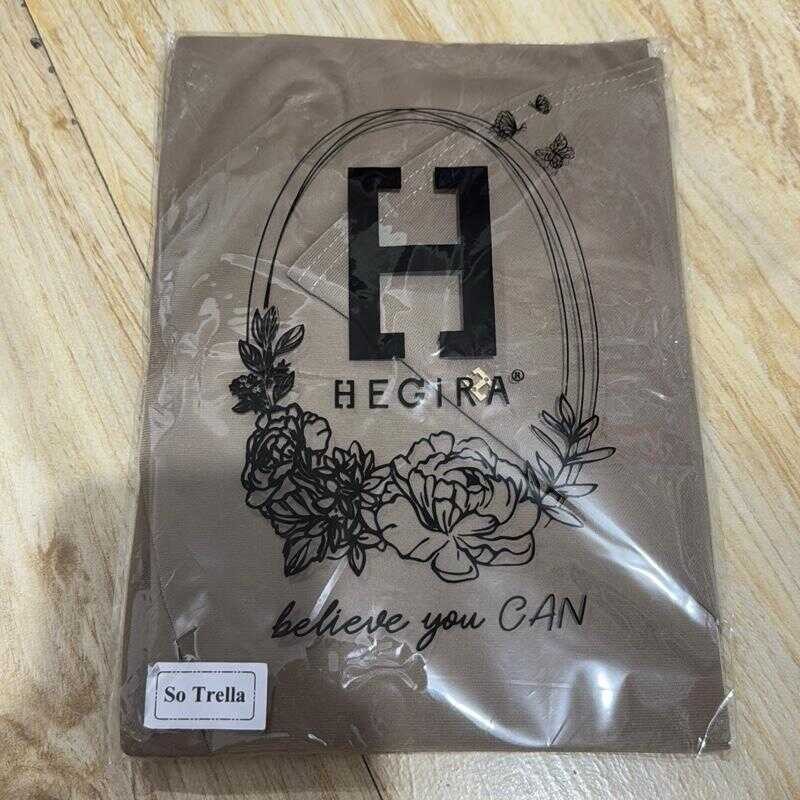 H
HEGIRA®
believe you CAN
So Trella